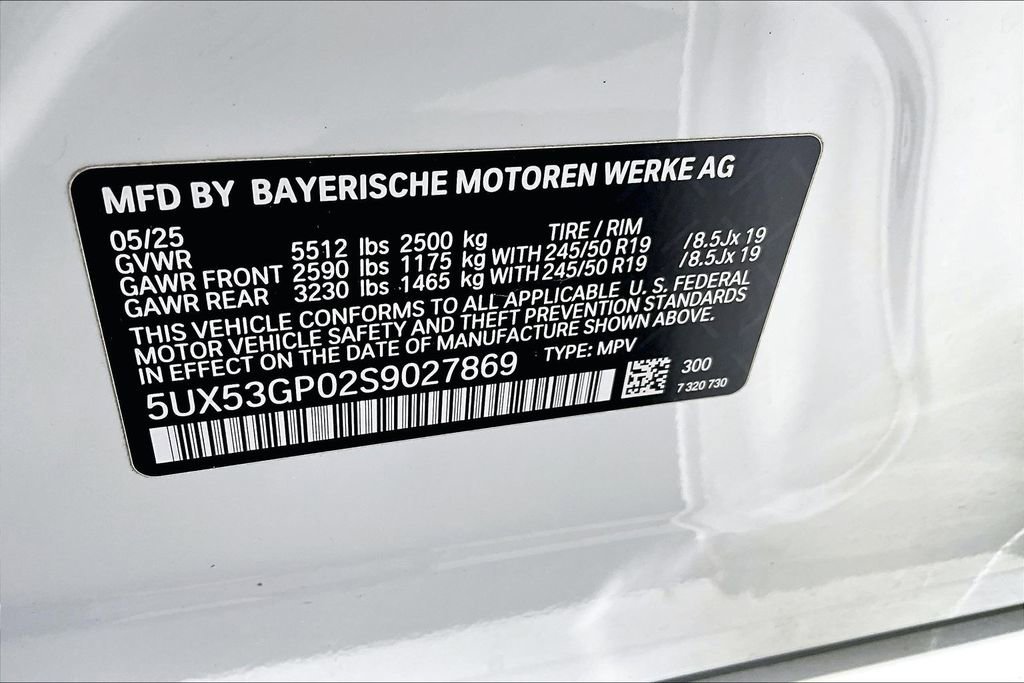 MFD BY BAYERISCHE MOTOREN WERKE AG
05/25 TIRE / RIM
GVWR 5512 lbs 2500 kg
GAWR FRONT 2590 lbs 1175 kg WITH 245/50 R19 /8.5Jx 19
GAWR REAR 3230 lbs 1465 kg WITH 245/50 R19 /8.5Jx 19
THIS VEHICLE CONFORMS TO ALL APPLICABLE U. S. FEDERAL
MOTOR VEHICLE SAFETY AND THEFT PREVENTION STANDARDS
IN EFFECT ON THE DATE OF MANUFACTURE SHOWN ABOVE.
5UX53GP02S9027869 TYPE: MPV
300
7 320 730